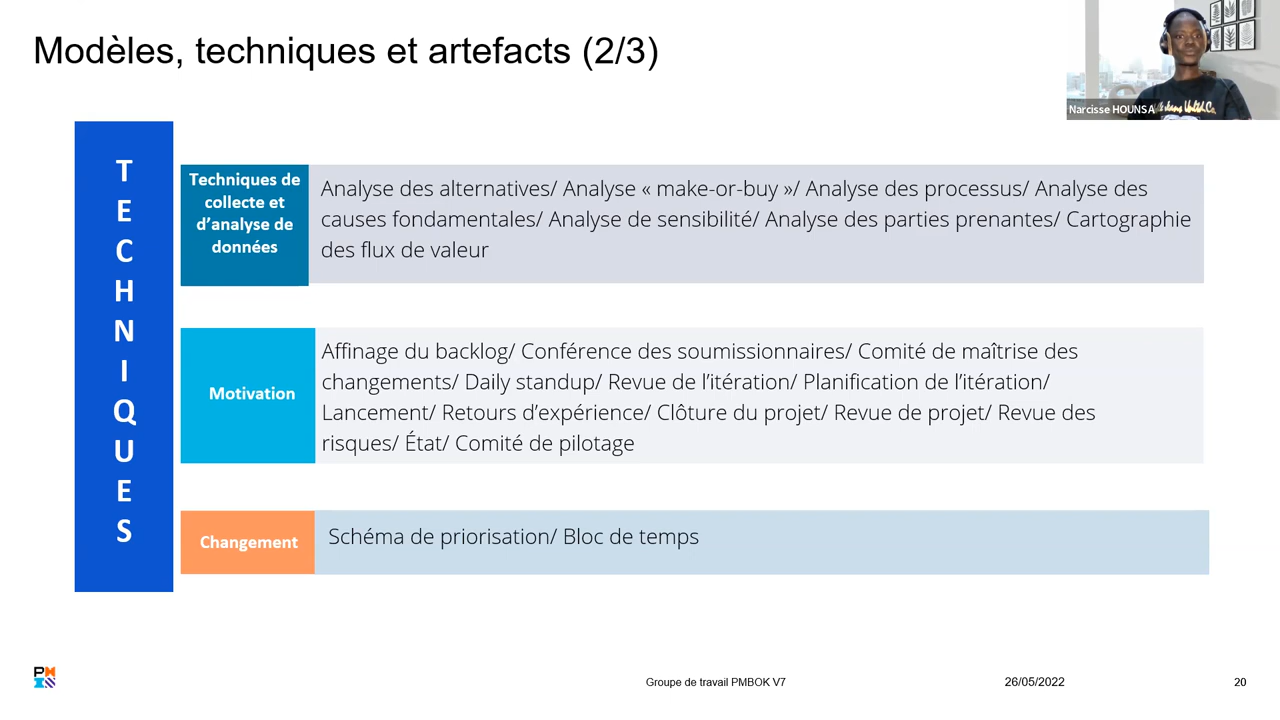 Modèles, techniques et artefacts (2/3)
Narcisse HOUNSA
T
E
C
H
N
I
Q
U
E
S
Techniques de
collecte et
d'analyse de
données
Analyse des alternatives/ Analyse « make-or-buy »/ Analyse des processus/ Analyse des
causes fondamentales/ Analyse de sensibilité/ Analyse des parties prenantes/ Cartographie
des flux de valeur
Motivation
Affinage du backlog/ Conférence des soumissionnaires/ Comité de maîtrise des
changements/ Daily standup/ Revue de l'itération/ Planification de l'itération/
Lancement/ Retours d'expérience/ Clôture du projet/ Revue de projet/ Revue des
risques/ État/ Comité de pilotage
Changement
Schéma de priorisation/ Bloc de temps
Groupe de travail PMBOK V7
26/05/2022
20